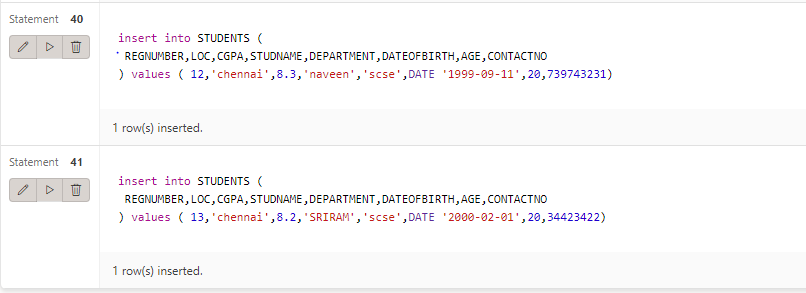 Statement 40
insert into STUDENTS (
REGNUMBER,LOC,CGPA,STUDNAME,DEPARTMENT,DATEOFBIRTH,AGE,CONTACTNO
) values ( 12,'chennai',8.3,'naveen','scse',DATE '1999-09-11',20,739743231)
1 row(s) inserted.
Statement 41
insert into STUDENTS (
REGNUMBER,LOC,CGPA,STUDNAME,DEPARTMENT,DATEOFBIRTH,AGE,CONTACTNO
) values ( 13,'chennai',8.2,'SRIRAM','scse',DATE '2000-02-01',20,34423422)
1 row(s) inserted.